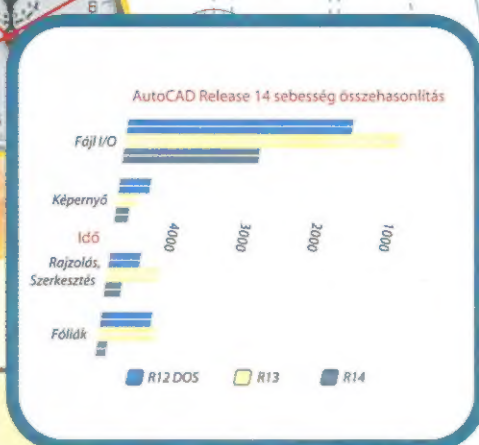 AutoCAD Release 14 sebesség összehasonlítás
Fájl I/O
Képernyő
Idő
4000
3000
2000
1000
Rajzolás,
Szerkesztés
Fóliák
R12 DOS
R13
R14